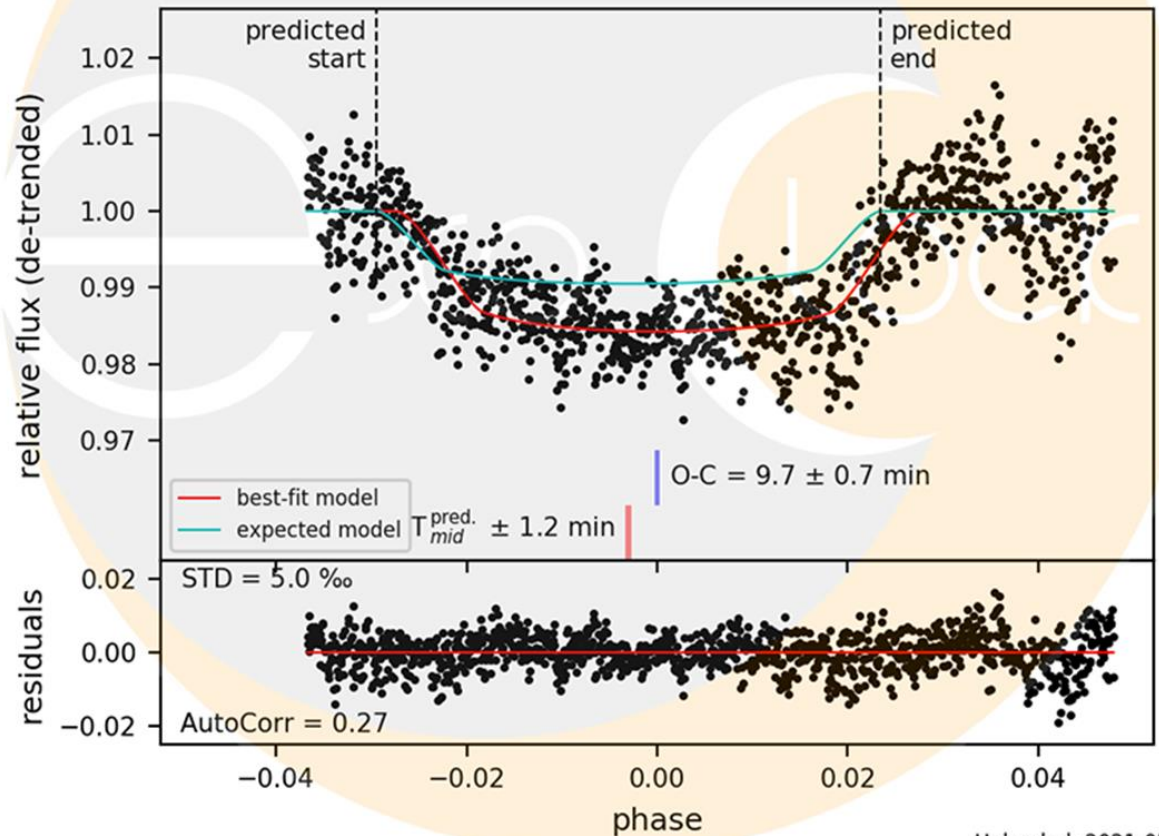 predicted
start
predicted
end
1.02
1.01
1.00
0.99
0.98
0.97
relative flux (de-trended)
O-C = 9.7 ± 0.7 min
best-fit model
expected model
T_mid^pred. ± 1.2 min
0.02
0.00
−0.02
residuals
STD = 5.0 ‰
AutoCorr = 0.27
−0.04
−0.02
0.00
0.02
0.04
phase